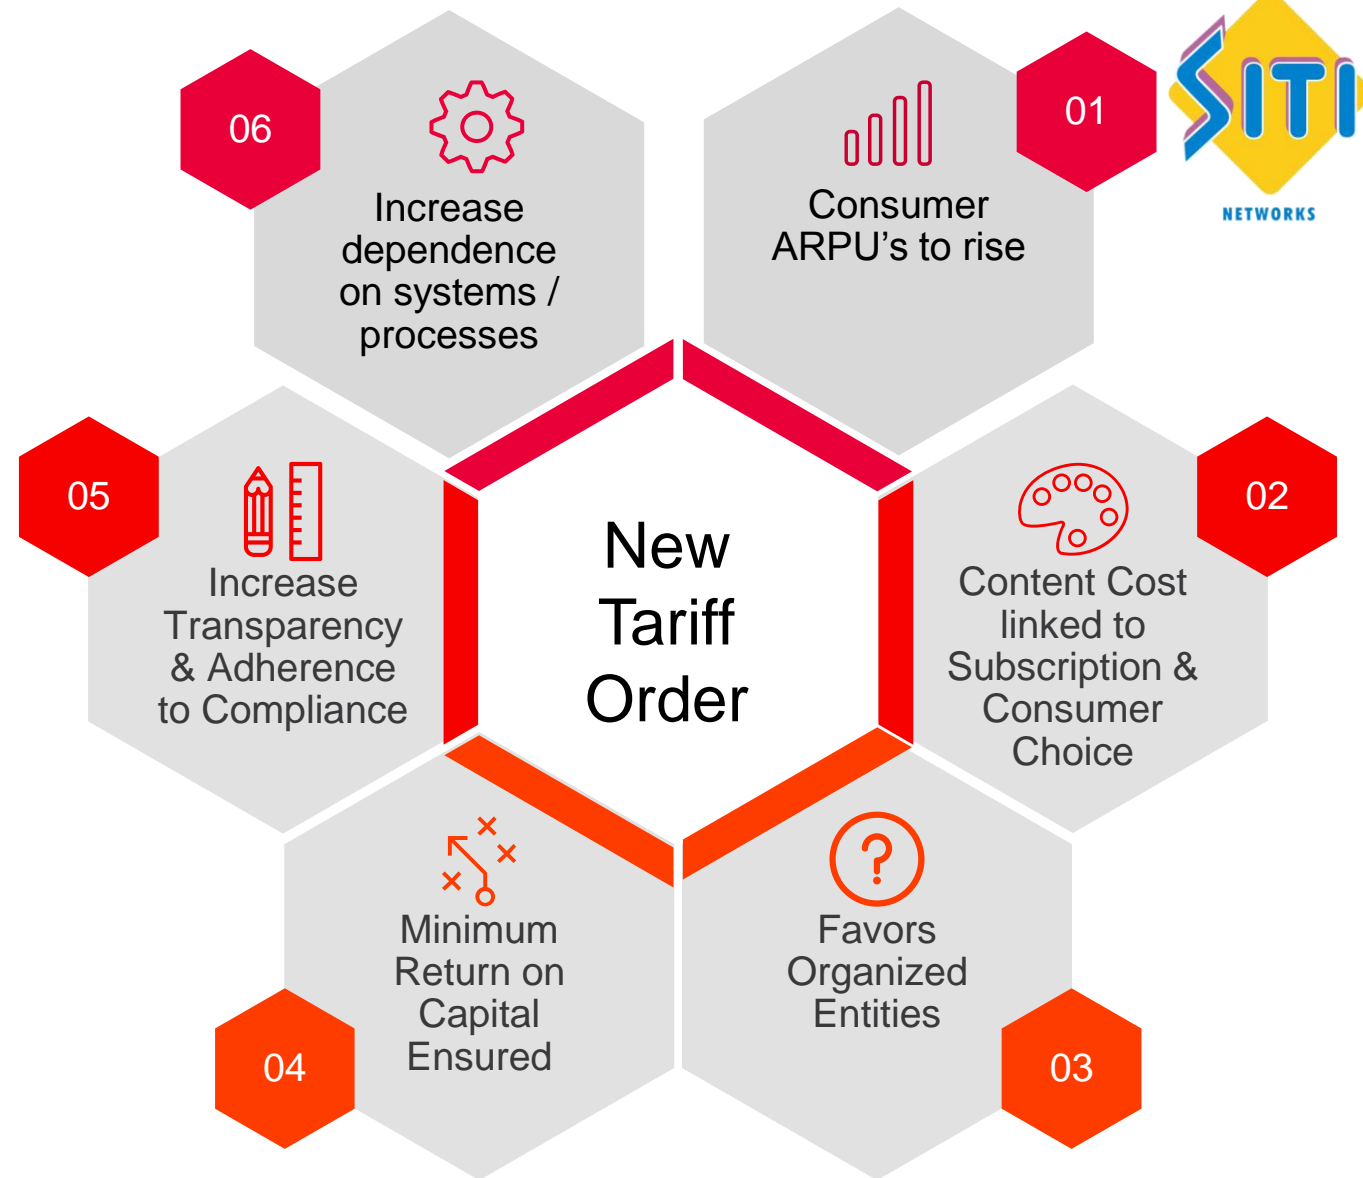 SITI
NETWORKS
01
Consumer
ARPU’s to rise
02
Content Cost
linked to
Subscription &
Consumer
Choice
03
Favors
Organized
Entities
04
Minimum
Return on
Capital
Ensured
05
Increase
Transparency
& Adherence
to Compliance
06
Increase
dependence
on systems /
processes
New
Tariff
Order